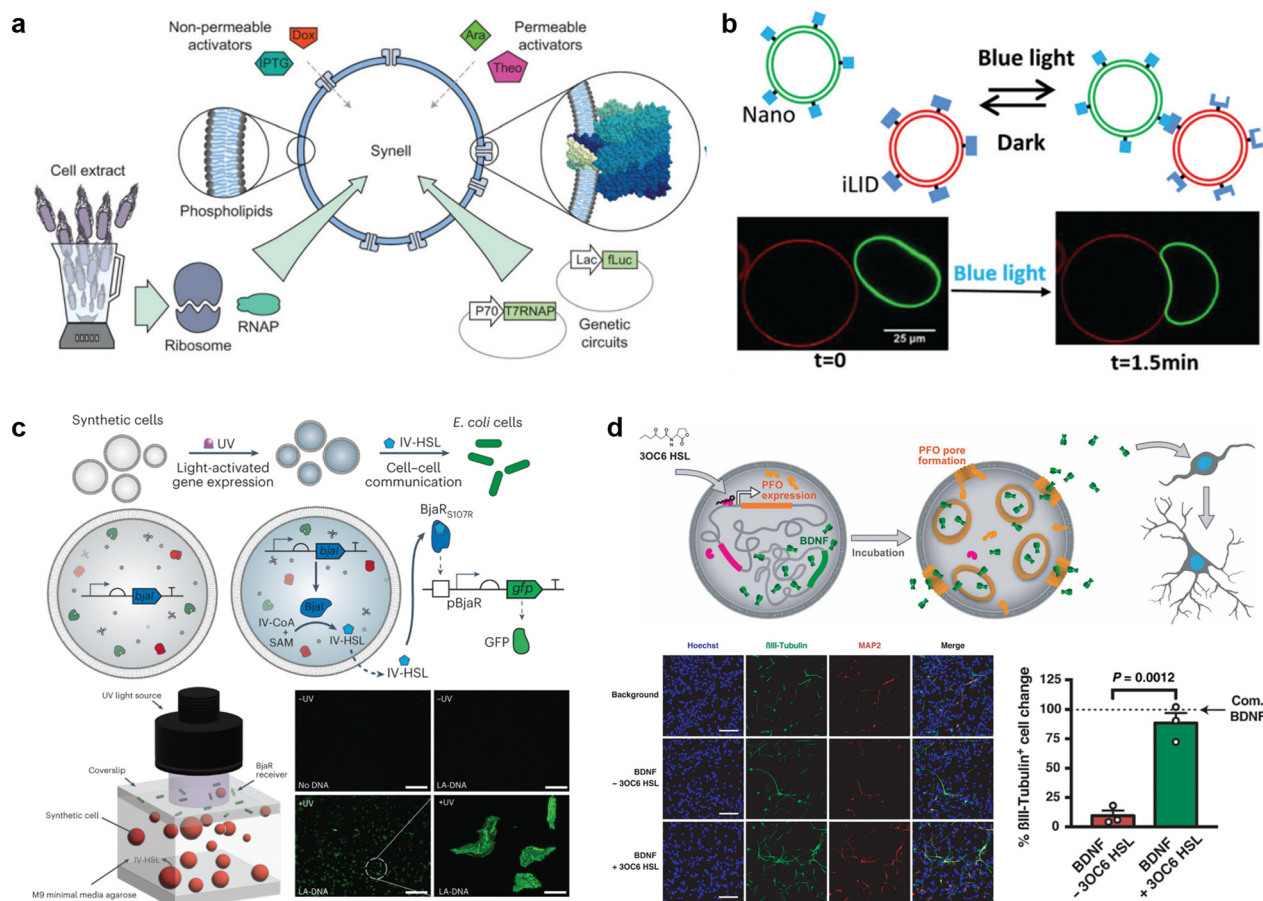 a
Non-permeable
activators
Dox
IPTG
Ara
Permeable
activators
Theo
Synell
Cell extract
Phospholipids
Ribosome
RNAP
Lac
fLuc
P70
T7RNAP
Genetic
circuits
b
Nano
iLID
Blue light
Dark
Blue light
25 µm
t=0
t=1.5min
c
Synthetic cells
UV
Light-activated
gene expression
IV-HSL
Cell–cell
communication
E. coli cells
bjaI
bjaI
BjaI
IV-CoA
+
SAM
IV-HSL
IV-HSL
BjaRS107R
pBjaR
gfp
GFP
UV light source
Coverslip
BjaR
receiver
Synthetic cell
IV-HSL
M9 minimal media agarose
–UV
No DNA
–UV
LA-DNA
+UV
LA-DNA
+UV
LA-DNA
d
3OC6 HSL
PFO
expression
BDNF
Incubation
PFO pore
formation
Hoechst
ßIII-Tubulin
MAP2
Merge
Background
BDNF
– 3OC6 HSL
BDNF
+ 3OC6 HSL
P = 0.0012
Com.
BDNF
% ßIII-Tubulin+ cell change
125
100
75
50
25
0
BDNF
– 3OC6 HSL
BDNF
+ 3OC6 HSL